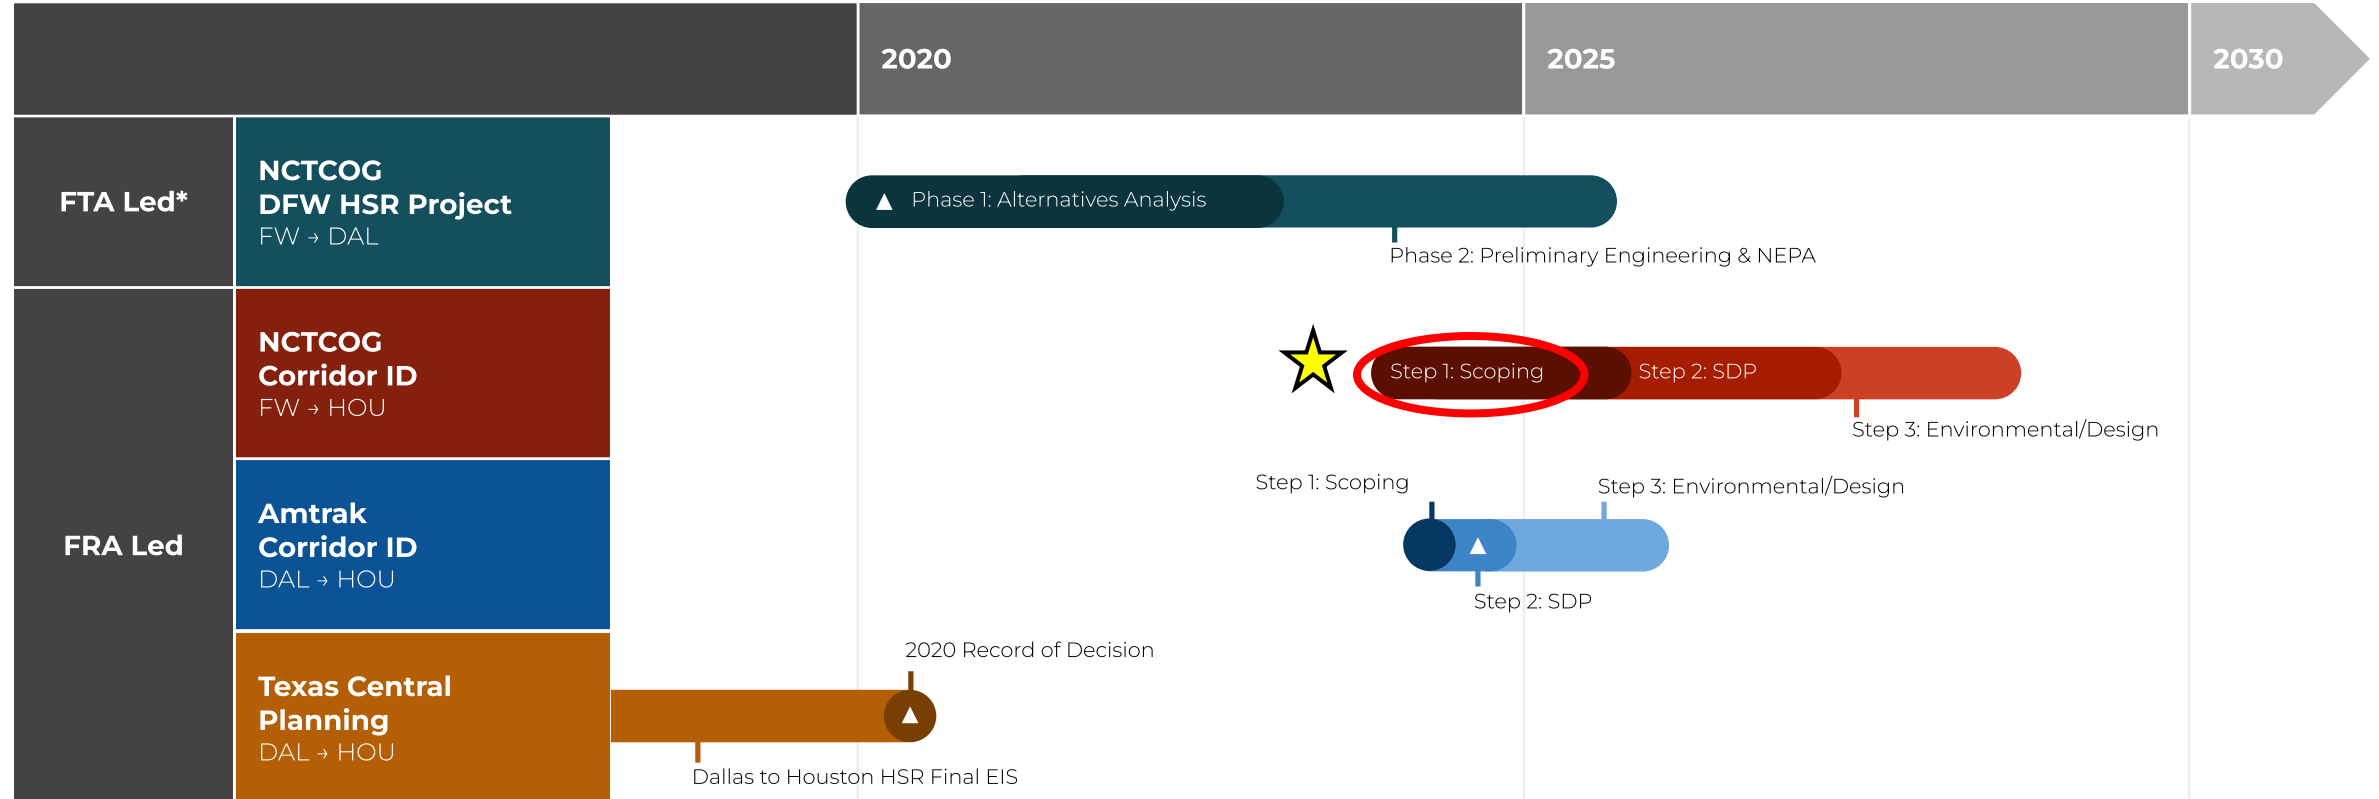 2020
2025
2030
FTA Led*
NCTCOG
DFW HSR Project
FW → DAL
Phase 1: Alternatives Analysis
Phase 2: Preliminary Engineering & NEPA
FRA Led
NCTCOG
Corridor ID
FW → HOU
Step 1: Scoping
Step 2: SDP
Step 3: Environmental/Design
Amtrak
Corridor ID
DAL → HOU
Step 1: Scoping
Step 3: Environmental/Design
Step 2: SDP
Texas Central
Planning
DAL → HOU
2020 Record of Decision
Dallas to Houston HSR Final EIS